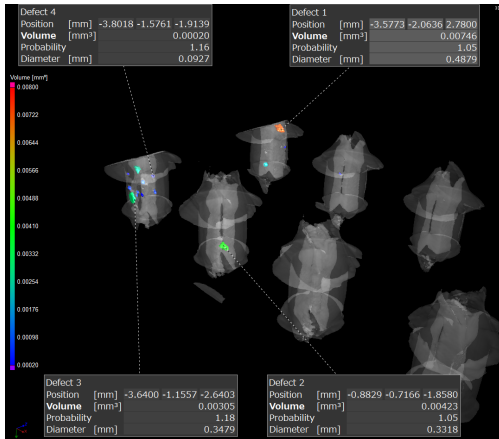 Defect 4
Position [mm] -3.8018 -1.5761 -1.9139
Volume [mm³] 0.00020
Probability 1.16
Diameter [mm] 0.0927
Defect 1
Position [mm] -3.5773 -2.0636 2.7800
Volume [mm³] 0.00746
Probability 1.05
Diameter [mm] 0.4879
Volume [mm³]
0.00800
0.00722
0.00644
0.00566
0.00488
0.00410
0.00332
0.00254
0.00176
0.00098
0.00020
Defect 3
Position [mm] -3.6400 -1.1557 -2.6403
Volume [mm³] 0.00305
Probability 1.18
Diameter [mm] 0.3479
Defect 2
Position [mm] -0.8829 -0.7166 -1.8580
Volume [mm³] 0.00423
Probability 1.05
Diameter [mm] 0.3318